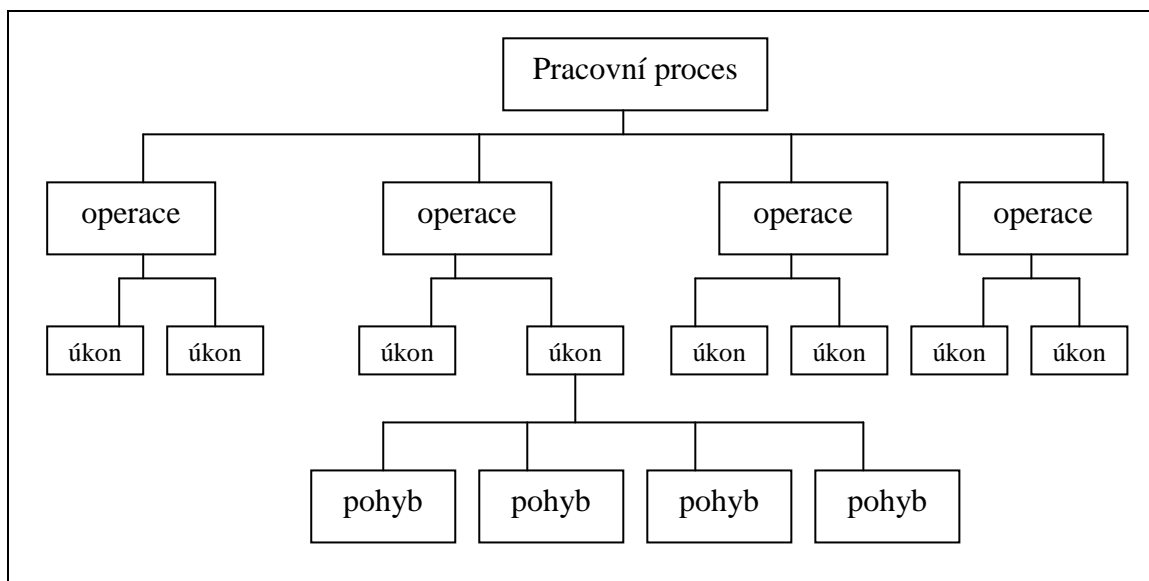 Pracovní proces
operace operace operace operace
úkon úkon úkon úkon úkon úkon úkon úkon
pohyb pohyb pohyb pohyb